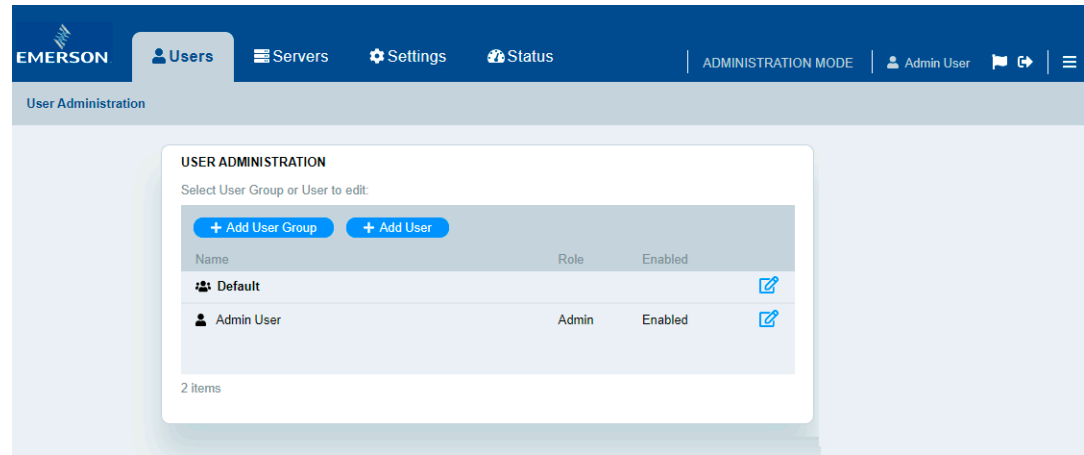 EMERSON
Users
Servers
Settings
Status
ADMINISTRATION MODE
Admin User
User Administration
USER ADMINISTRATION
Select User Group or User to edit:
+ Add User Group
+ Add User
Name Role Enabled
Default
Admin User Admin Enabled
2 items